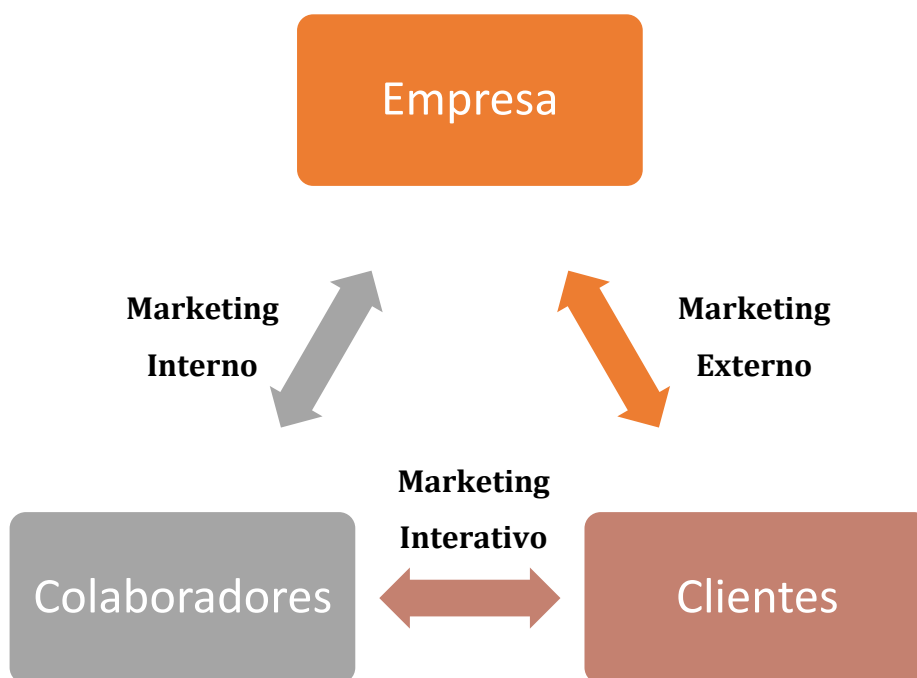 Empresa
Marketing
Interno
Marketing
Externo
Marketing
Interativo
Colaboradores
Clientes